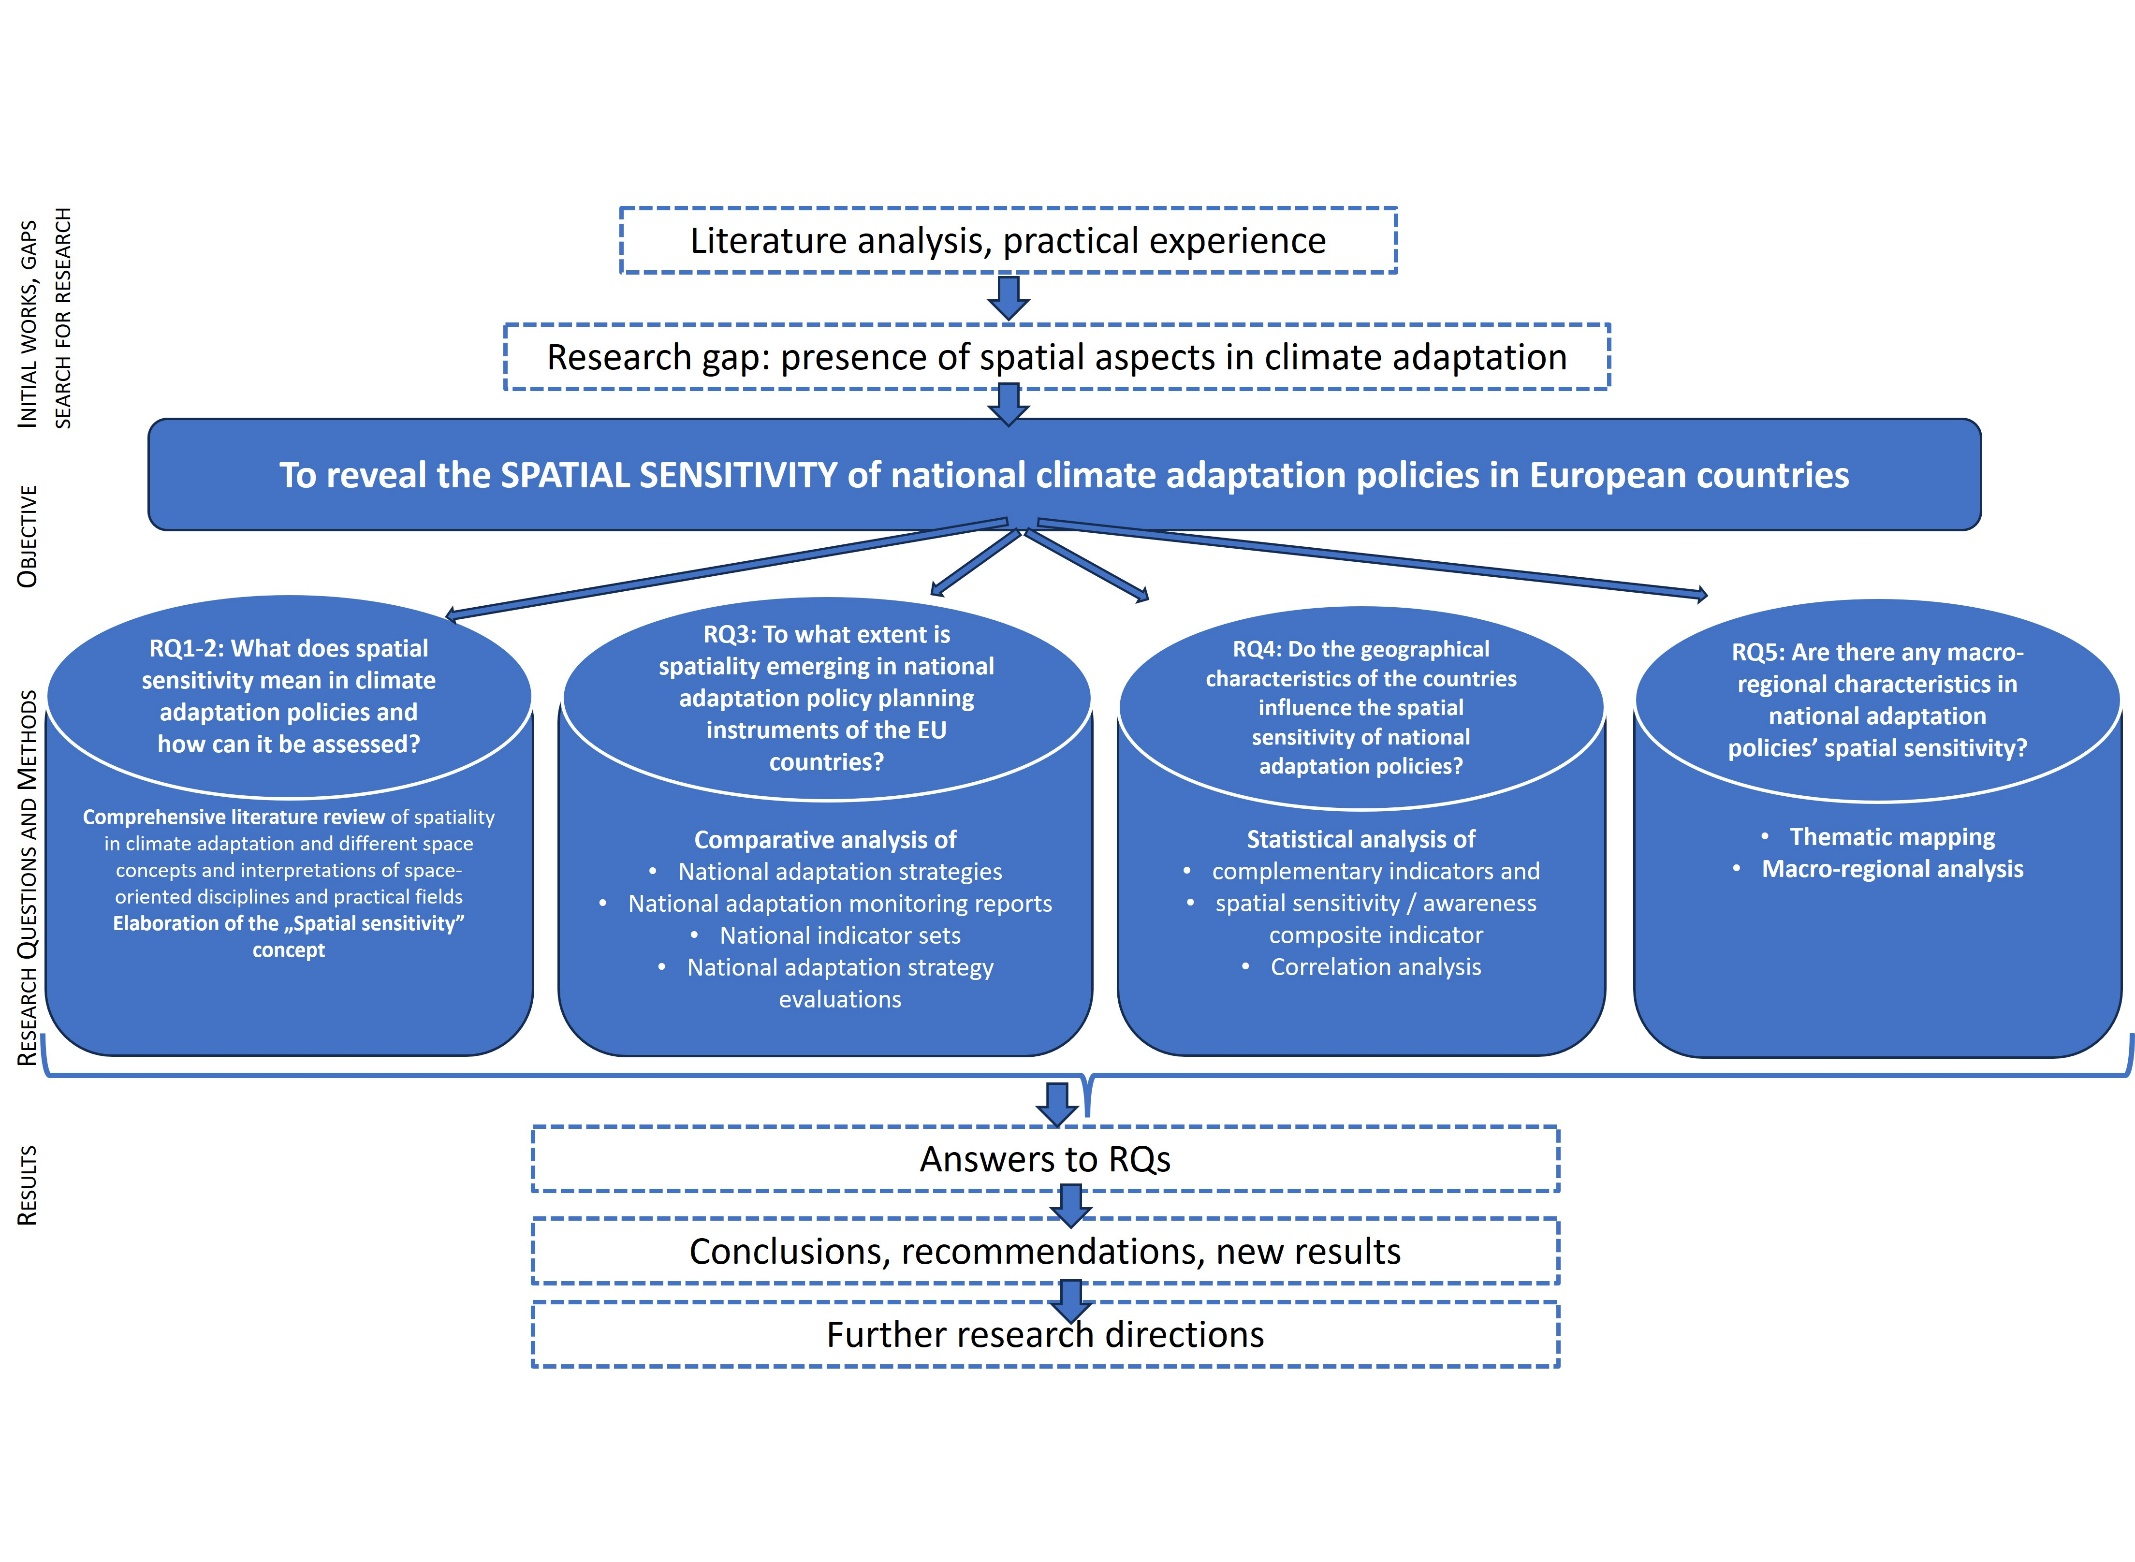 INITIAL WORKS, GAPS
SEARCH FOR RESEARCH
Literature analysis, practical experience
Research gap: presence of spatial aspects in climate adaptation
OBJECTIVE
To reveal the SPATIAL SENSITIVITY of national climate adaptation policies in European countries
RESEARCH QUESTIONS AND METHODS
RQ1-2: What does spatial
sensitivity mean in climate
adaptation policies and
how can it be assessed?
Comprehensive literature review of spatiality
in climate adaptation and different space
concepts and interpretations of space-
oriented disciplines and practical fields
Elaboration of the „Spatial sensitivity”
concept
RQ3: To what extent is
spatiality emerging in national
adaptation policy planning
instruments of the EU
countries?
Comparative analysis of
• National adaptation strategies
• National adaptation monitoring reports
• National indicator sets
• National adaptation strategy
evaluations
RQ4: Do the geographical
characteristics of the countries
influence the spatial
sensitivity of national
adaptation policies?
Statistical analysis of
• complementary indicators and
• spatial sensitivity / awareness
composite indicator
• Correlation analysis
RQ5: Are there any macro-
regional characteristics in
national adaptation
policies’ spatial sensitivity?
• Thematic mapping
• Macro-regional analysis
RESULTS
Answers to RQs
Conclusions, recommendations, new results
Further research directions